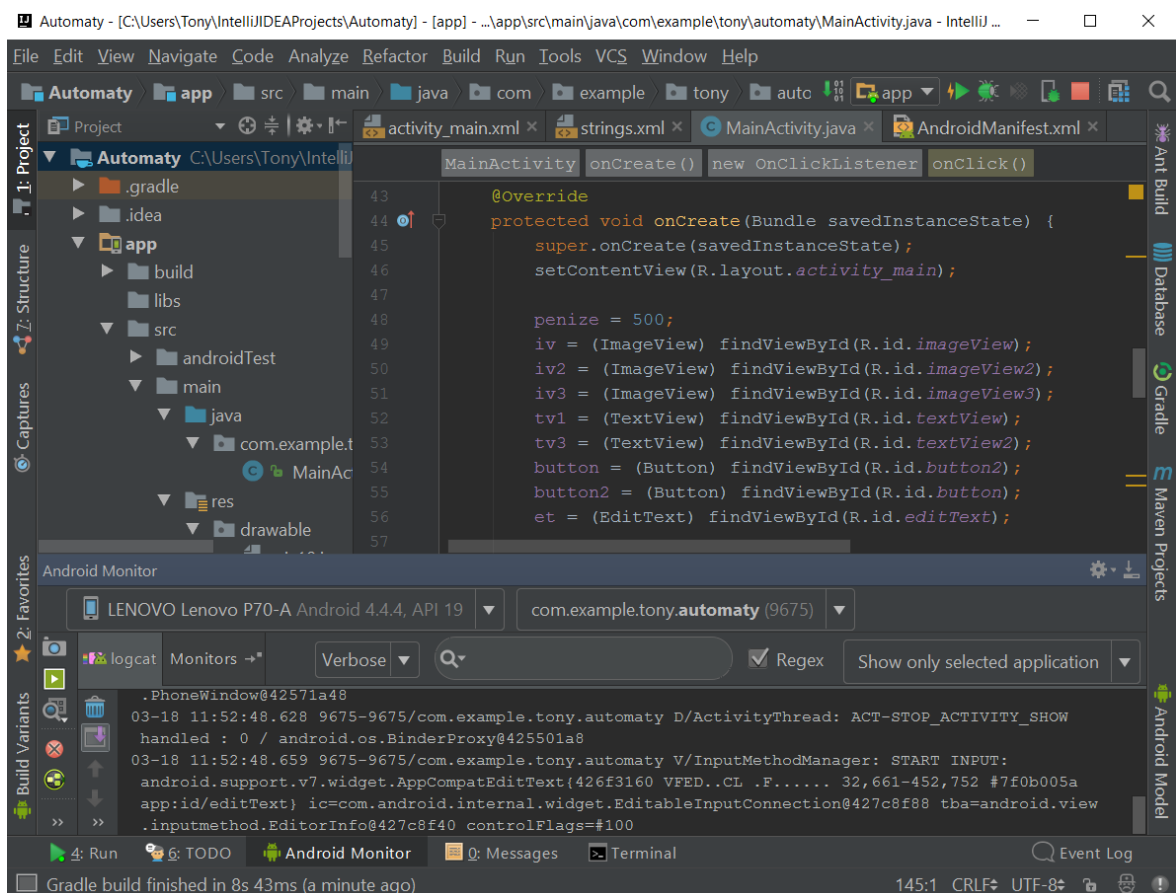 Automaty - [C:\Users\Tony\IntelliJIDEAProjects\Automaty] - [app] - ...\app\src\main\java\com\example\tony\automaty\MainActivity.java - IntelliJ ...
File Edit View Navigate Code Analyze Refactor Build Run Tools VCS Window Help
Automaty app src main java com example tony auto app
1: Project
Z: Structure
Captures
2: Favorites
Build Variants
Project
Automaty C:\Users\Tony\IntelliJ
.gradle
.idea
app
build
libs
src
androidTest
main
java
com.example.t
MainAc
res
drawable
activity_main.xml strings.xml MainActivity.java AndroidManifest.xml
MainActivity onCreate() new OnClickListener onClick()
43 @Override
44 protected void onCreate(Bundle savedInstanceState) {
45 super.onCreate(savedInstanceState);
46 setContentView(R.layout.activity_main);
47
48 penize = 500;
49 iv = (ImageView) findViewById(R.id.imageView);
50 iv2 = (ImageView) findViewById(R.id.imageView2);
51 iv3 = (ImageView) findViewById(R.id.imageView3);
52 tv1 = (TextView) findViewById(R.id.textView);
53 tv3 = (TextView) findViewById(R.id.textView2);
54 button = (Button) findViewById(R.id.button2);
55 button2 = (Button) findViewById(R.id.button);
56 et = (EditText) findViewById(R.id.editText);
57
Ant Build
Database
Gradle
Maven Projects
Android Model
Android Monitor
LENOVO Lenovo P70-A Android 4.4.4, API 19 com.example.tony.automaty (9675)
logcat Monitors Verbose Regex Show only selected application
.PhoneWindow@42571a48
03-18 11:52:48.628 9675-9675/com.example.tony.automaty D/ActivityThread: ACT-STOP_ACTIVITY_SHOW
handled : 0 / android.os.BinderProxy@425501a8
03-18 11:52:48.659 9675-9675/com.example.tony.automaty V/InputMethodManager: START INPUT:
android.support.v7.widget.AppCompatEditText{426f3160 VFED..CL .F...... 32,661-452,752 #7f0b005a
app:id/editText} ic=com.android.internal.widget.EditableInputConnection@427c8f88 tba=android.view
.inputmethod.EditorInfo@427c8f40 controlFlags=#100
4: Run 6: TODO Android Monitor 0: Messages Terminal Event Log
Gradle build finished in 8s 43ms (a minute ago) 145:1 CRLF UTF-8